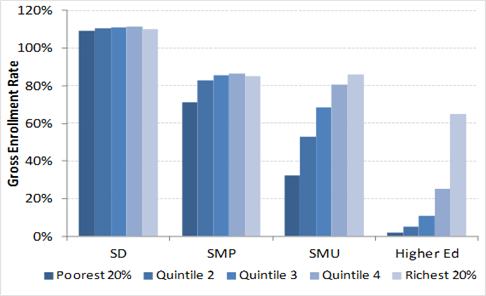 120%
100%
80%
60%
40%
20%
0%
Gross Enrollment Rate
SD SMP SMU Higher Ed
Poorest 20% Quintile 2 Quintile 3 Quintile 4 Richest 20%